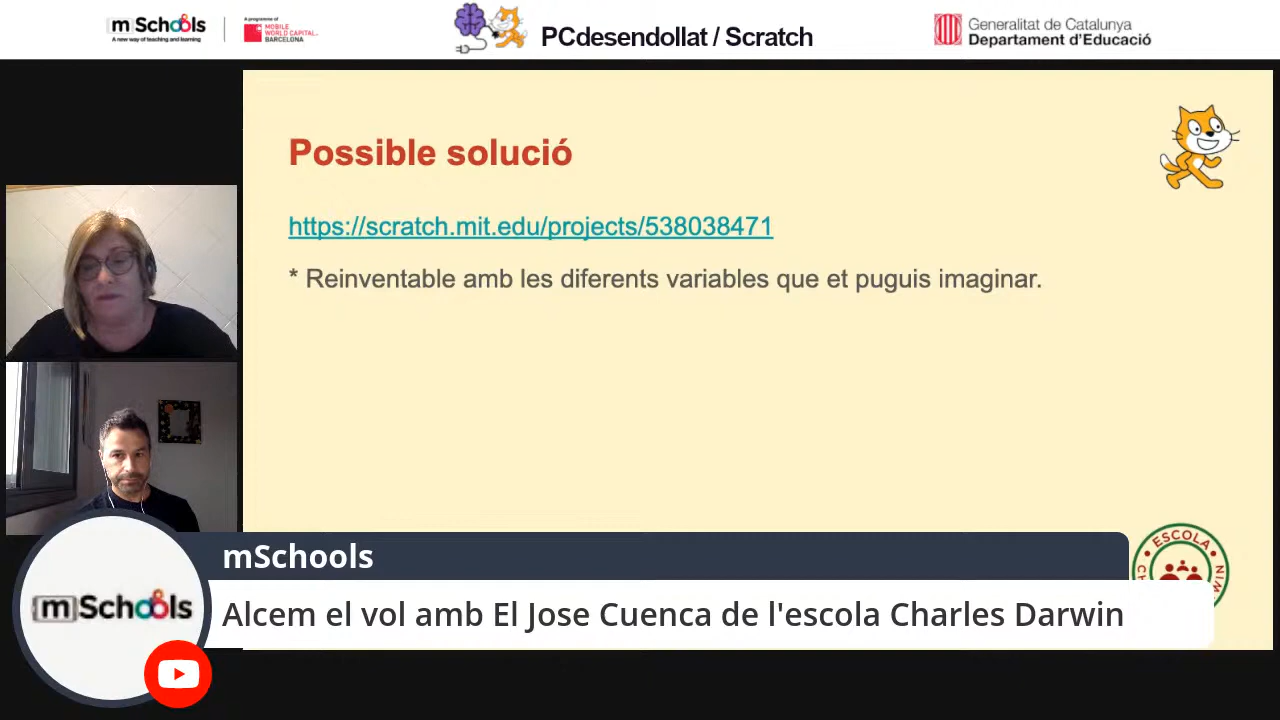 mSchools
A new way of teaching and learning
A programme of
MOBILE
WORLD CAPITAL
BARCELONA
PCdesendollat / Scratch
Generalitat de Catalunya
Departament d'Educació
Possible solució
https://scratch.mit.edu/projects/538038471
* Reinventable amb les diferents variables que et puguis imaginar.
ESCOLA
mSchools
mSchools
Alcem el vol amb El Jose Cuenca de l'escola Charles Darwin